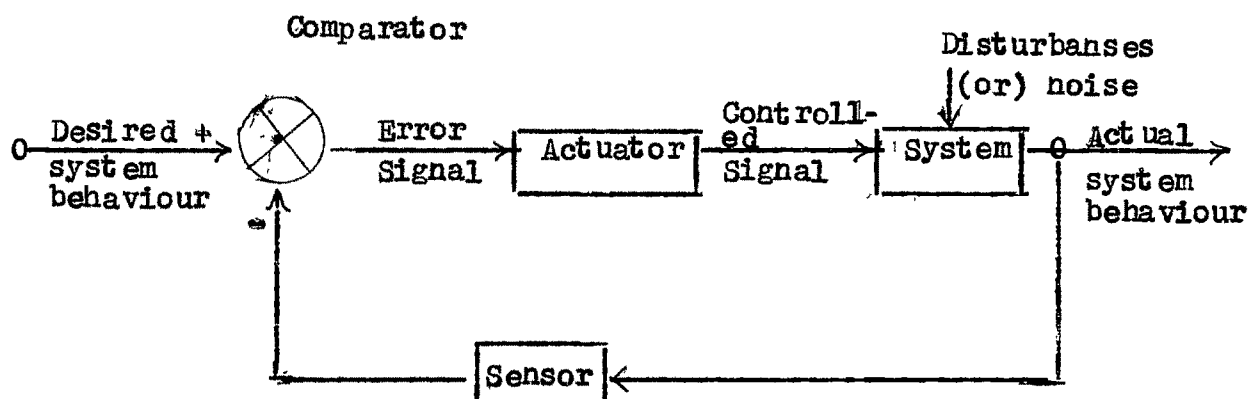 Comparator
Disturbanses
(or) noise
Desired +
system
behaviour
Error
Signal
Actuator
Controll-
ed
Signal
System
Actual
system
behaviour
-
Sensor